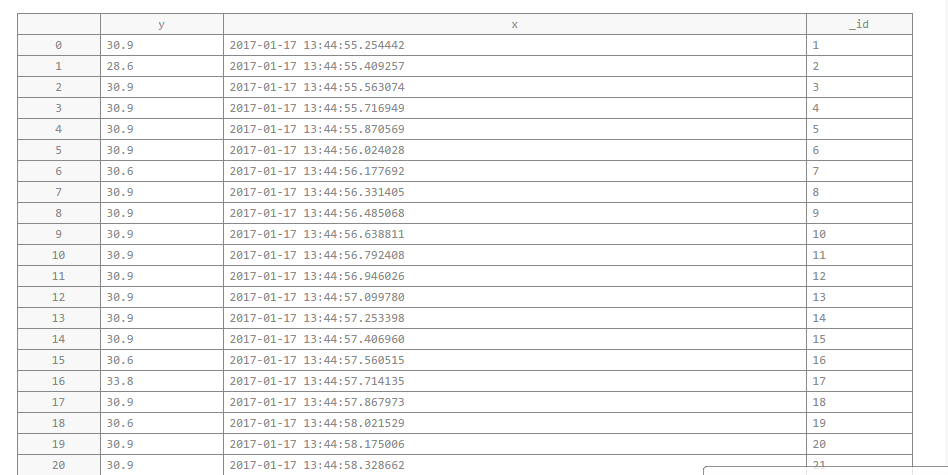 y x _id
0 30.9 2017-01-17 13:44:55.254442 1
1 28.6 2017-01-17 13:44:55.409257 2
2 30.9 2017-01-17 13:44:55.563074 3
3 30.9 2017-01-17 13:44:55.716949 4
4 30.9 2017-01-17 13:44:55.870569 5
5 30.9 2017-01-17 13:44:56.024028 6
6 30.6 2017-01-17 13:44:56.177692 7
7 30.9 2017-01-17 13:44:56.331405 8
8 30.9 2017-01-17 13:44:56.485068 9
9 30.9 2017-01-17 13:44:56.638811 10
10 30.9 2017-01-17 13:44:56.792408 11
11 30.9 2017-01-17 13:44:56.946026 12
12 30.9 2017-01-17 13:44:57.099780 13
13 30.9 2017-01-17 13:44:57.253398 14
14 30.9 2017-01-17 13:44:57.406960 15
15 30.6 2017-01-17 13:44:57.560515 16
16 33.8 2017-01-17 13:44:57.714135 17
17 30.9 2017-01-17 13:44:57.867973 18
18 30.6 2017-01-17 13:44:58.021529 19
19 30.9 2017-01-17 13:44:58.175006 20
20 30.9 2017-01-17 13:44:58.328662 21